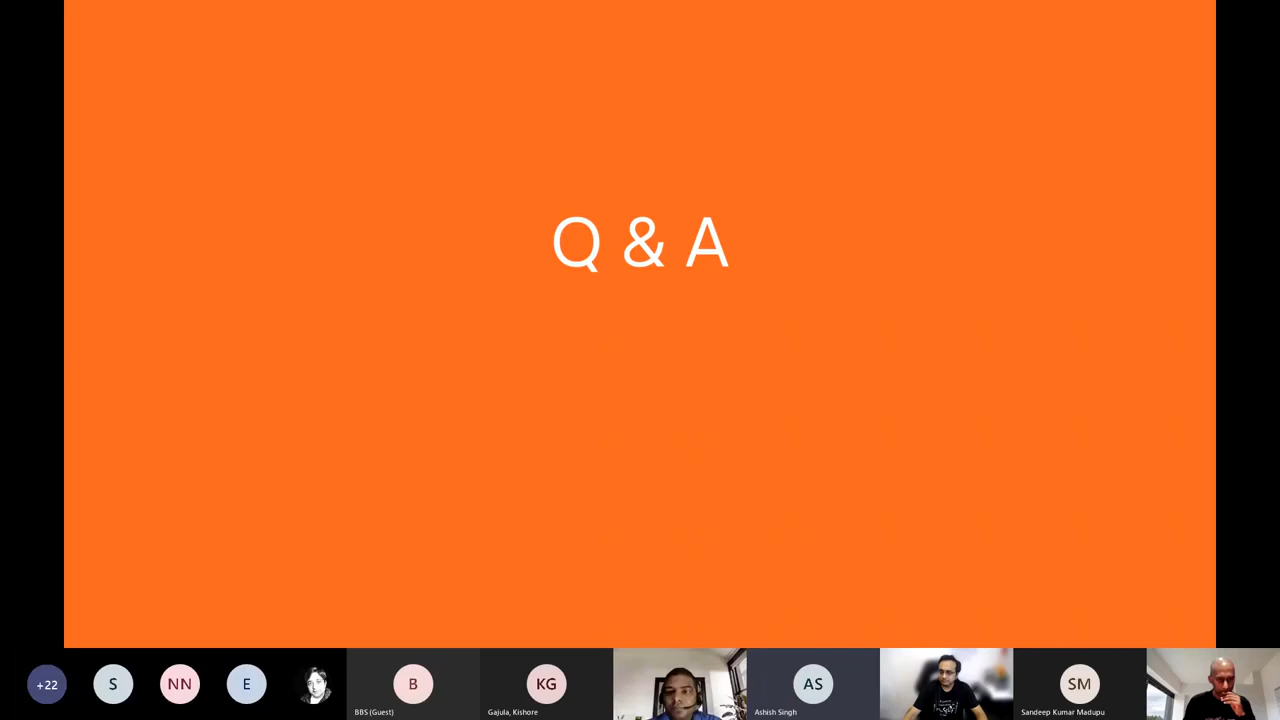 Q & A
+22
S
NN
E
B
KG
AS
SM
BBS (Guest)
Gajula, Kishore
Ashish Singh
Sandeep Kumar Madupu